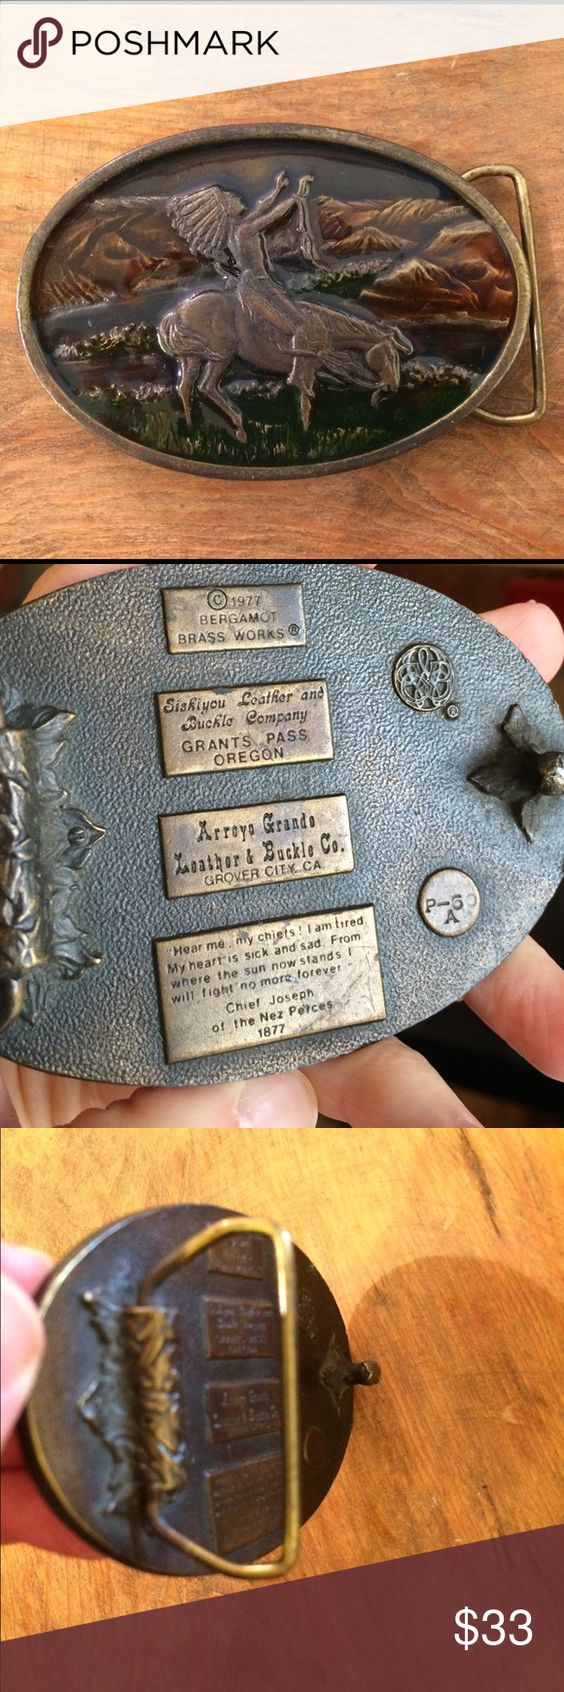 POSHMARK
© 1977
BERGAMOT
BRASS WORKS ®
Siskiyou Leather and
Buckle Company
GRANTS PASS
OREGON
®
Arroyo Grande
Leather & Buckle Co.
GROVER CITY, CA.
P-60
A
"Hear me, my chiefs! I am tired
My heart is sick and sad. From
where the sun now stands I
will fight no more forever."
Chief Joseph
of the Nez Perces
1877
$33